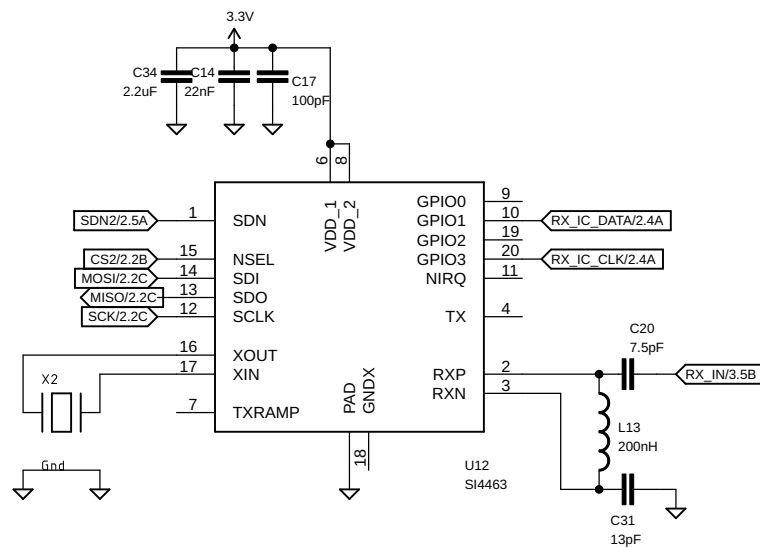 3.3V
C34
2.2uF
C14
22nF
C17
100pF
6
8
VDD_1
VDD_2
SDN2/2.5A
1
SDN
CS2/2.2B
15
NSEL
MOSI/2.2C
14
SDI
MISO/2.2C
13
SDO
SCK/2.2C
12
SCLK
16
XOUT
17
XIN
X2
7
TXRAMP
Gnd
PAD
GNDX
18
GPIO0
9
GPIO1
10
RX_IC_DATA/2.4A
GPIO2
19
GPIO3
20
RX_IC_CLK/2.4A
NIRQ
11
TX
4
RXP
2
RXN
3
C20
7.5pF
RX_IN/3.5B
L13
200nH
C31
13pF
U12
SI4463